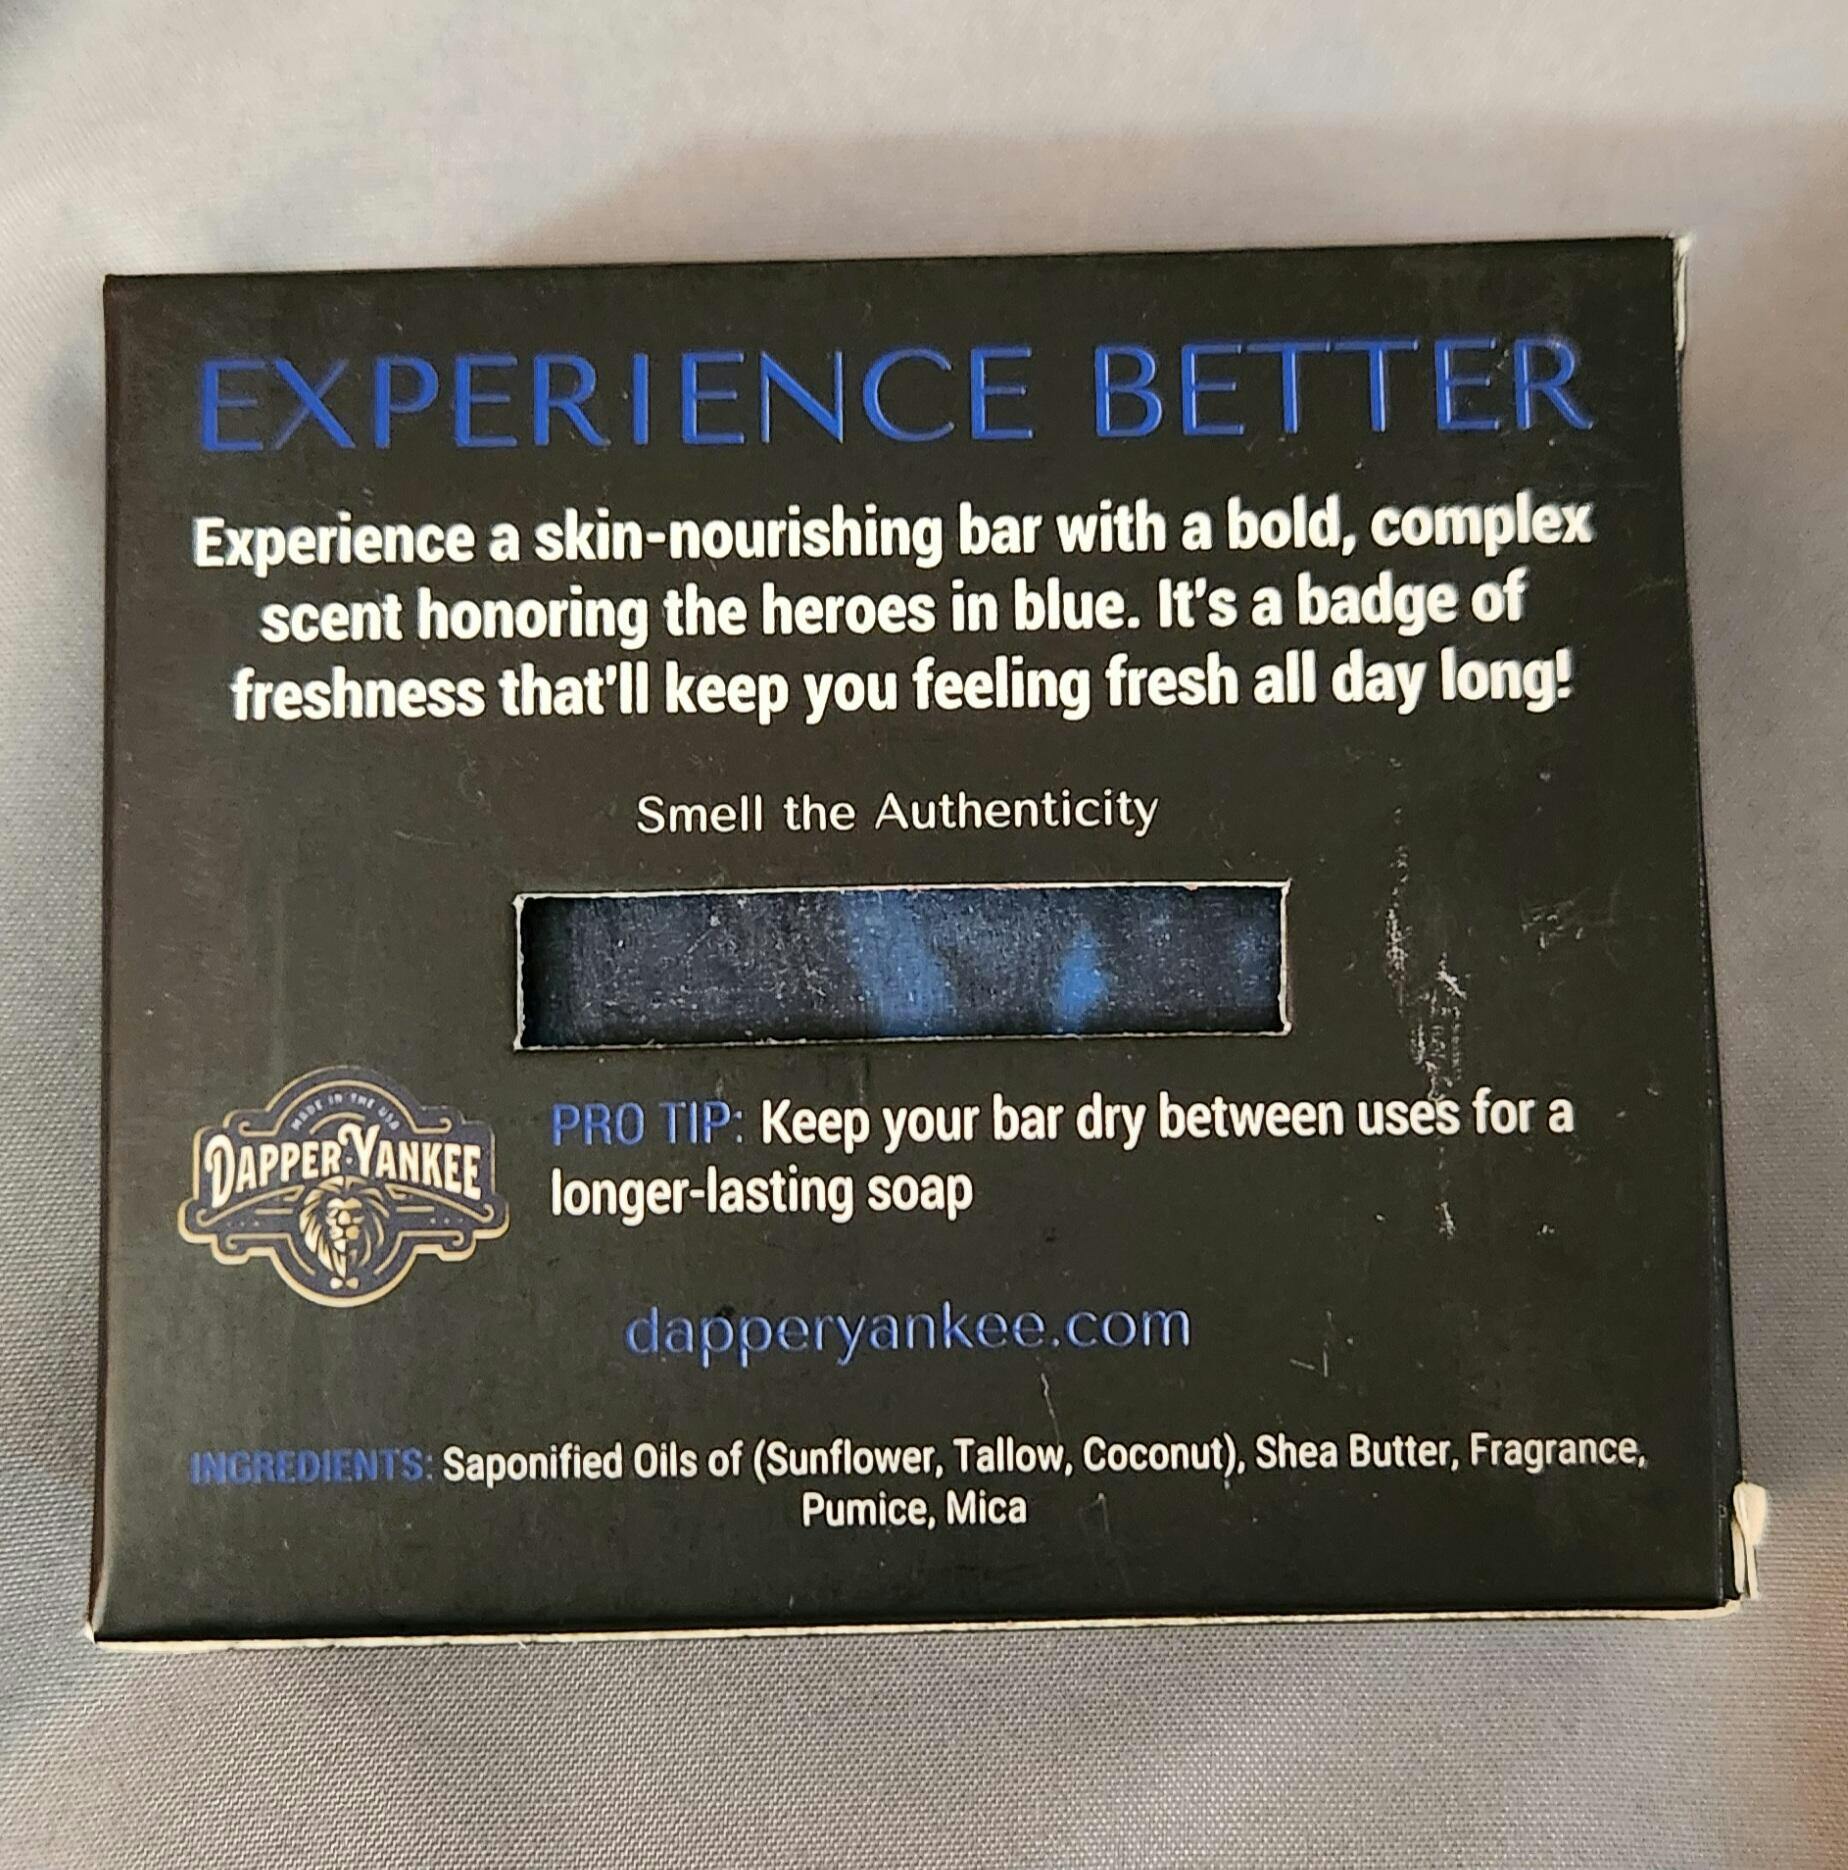 EXPERIENCE BETTER
Experience a skin-nourishing bar with a bold, complex
scent honoring the heroes in blue. It's a badge of
freshness that'll keep you feeling fresh all day long!
Smell the Authenticity
MADE IN THE USA
DAPPER YANKEE
PRO TIP: Keep your bar dry between uses for a
longer-lasting soap
dapperyankee.com
INGREDIENTS: Saponified Oils of (Sunflower, Tallow, Coconut), Shea Butter, Fragrance,
Pumice, Mica